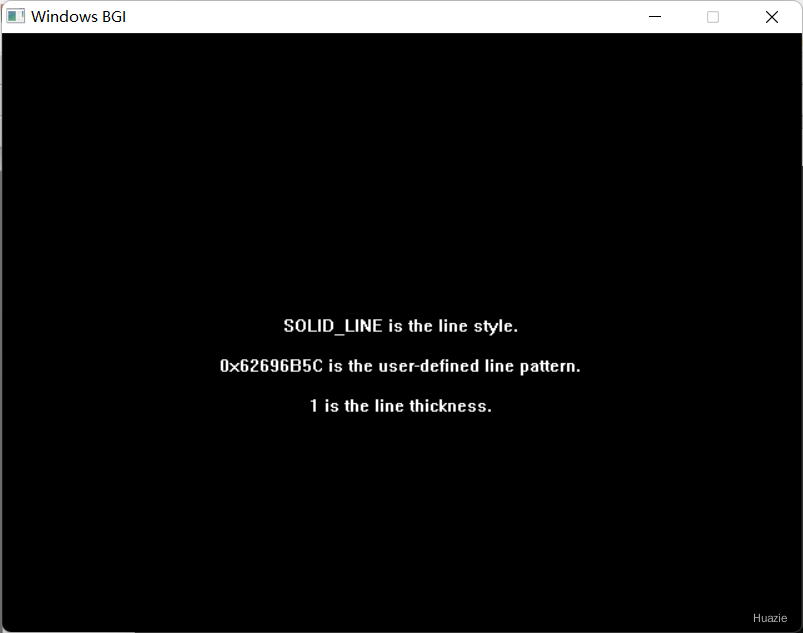 Windows BGI
SOLID_LINE is the line style.
0x62696B5C is the user-defined line pattern.
1 is the line thickness.
Huazie